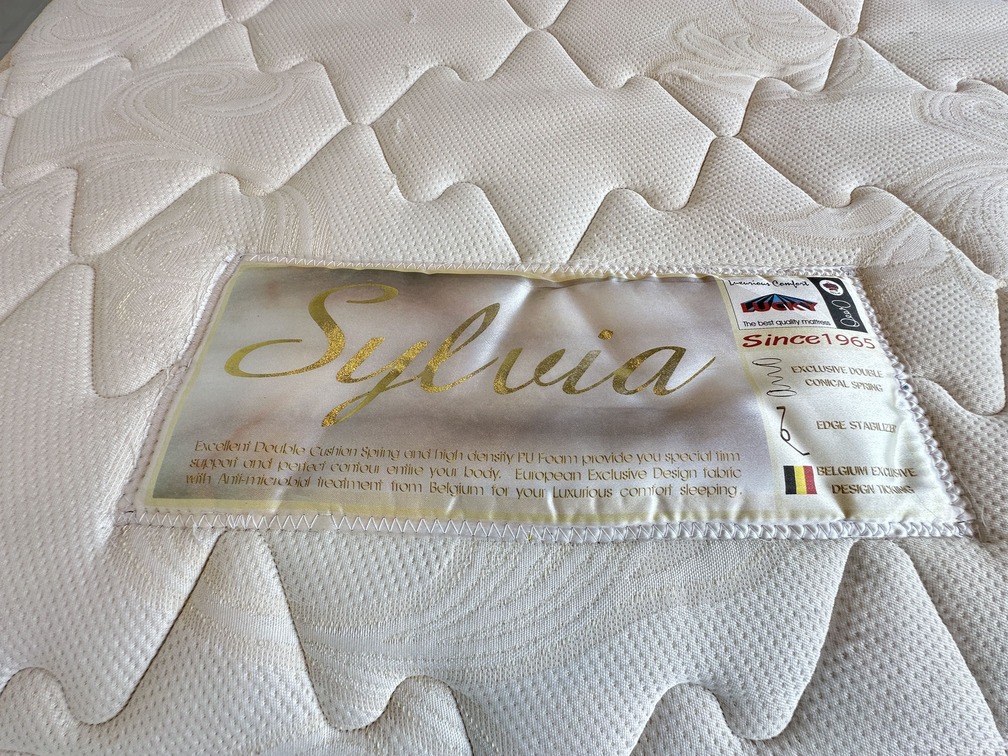 Sylvia
Excellent Double Cushion Spring and high density PU Foam provide you special firm
support and perfect contour entire your body. European Exclusive Design fabric
with Anti-microbial treatment from Belgium for your Luxurious comfort sleeping.
Luxurious Comfort
LUCKY
The best quality mattress
Since1965
EXCLUSIVE DOUBLE
CONICAL SPRING
EDGE STABILIZER
BELGIUM EXCLUSIVE
DESIGN TICKING